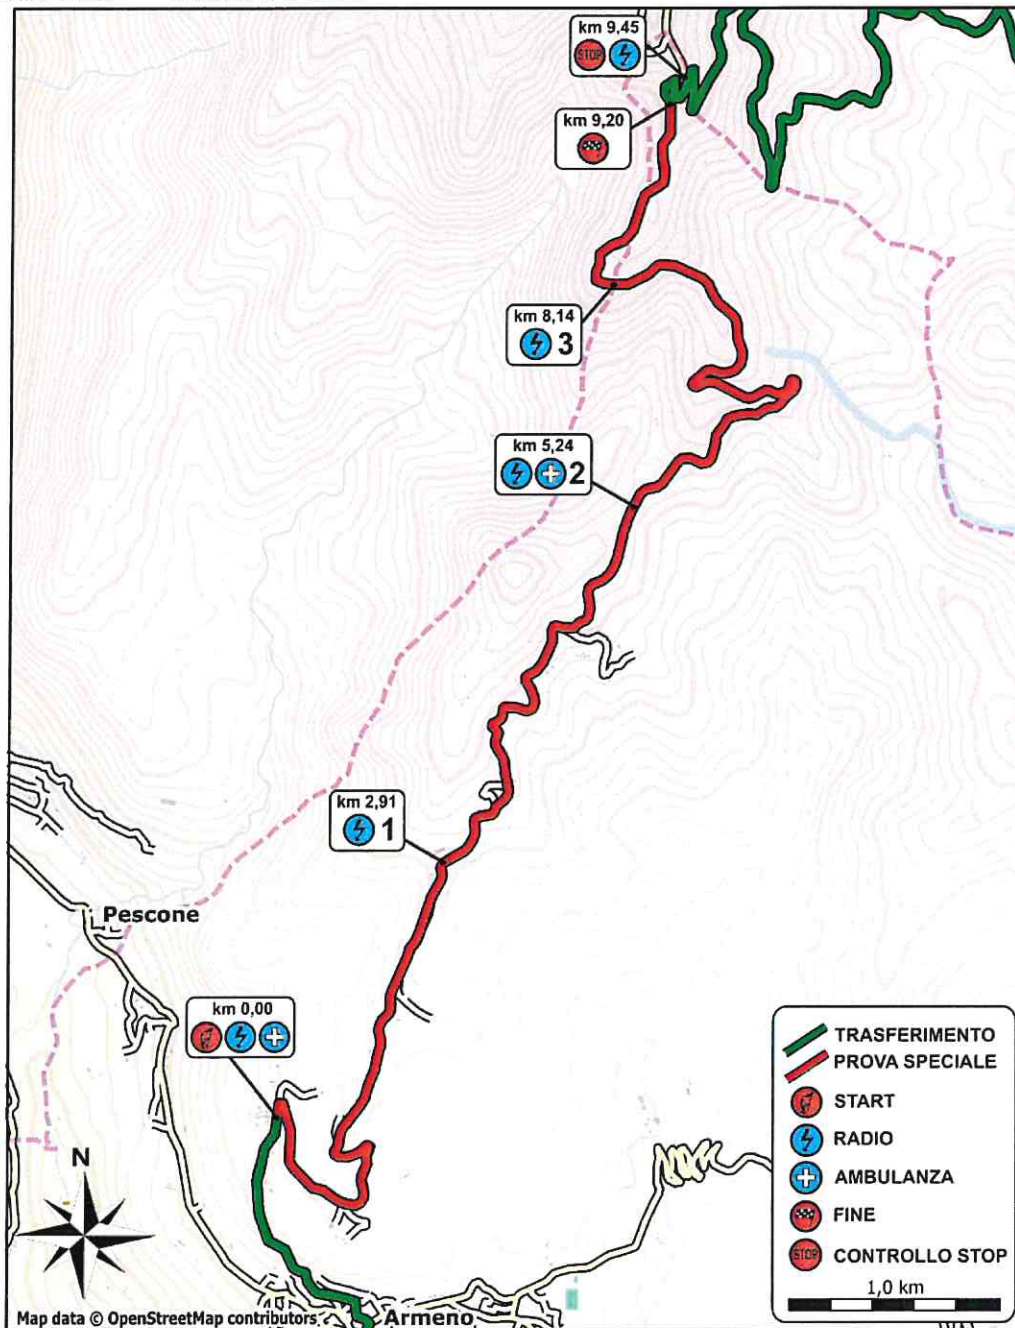 km 9,45
STOP
km 9,20
km 8,14
3
km 5,24
2
km 2,91
1
Pescone
km 0,00
N
TRASFERIMENTO
PROVA SPECIALE
START
RADIO
AMBULANZA
FINE
STOP CONTROLLO STOP
1,0 km
Map data © OpenStreetMap contributors
Armeno